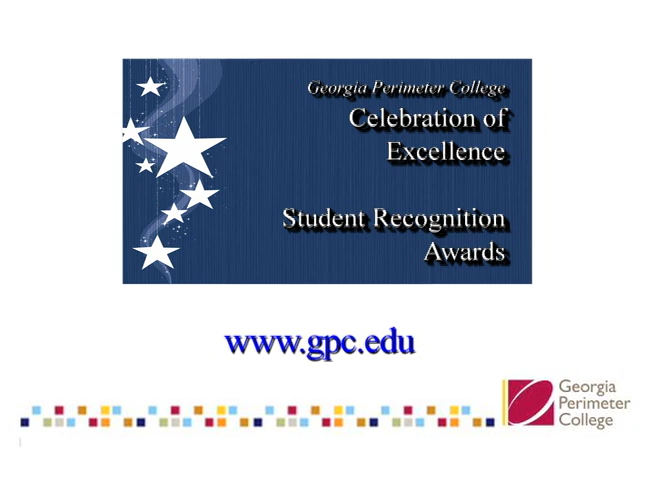 Georgia Perimeter College
Celebration of
Excellence
Student Recognition
Awards
www.gpc.edu
Georgia
Perimeter
College